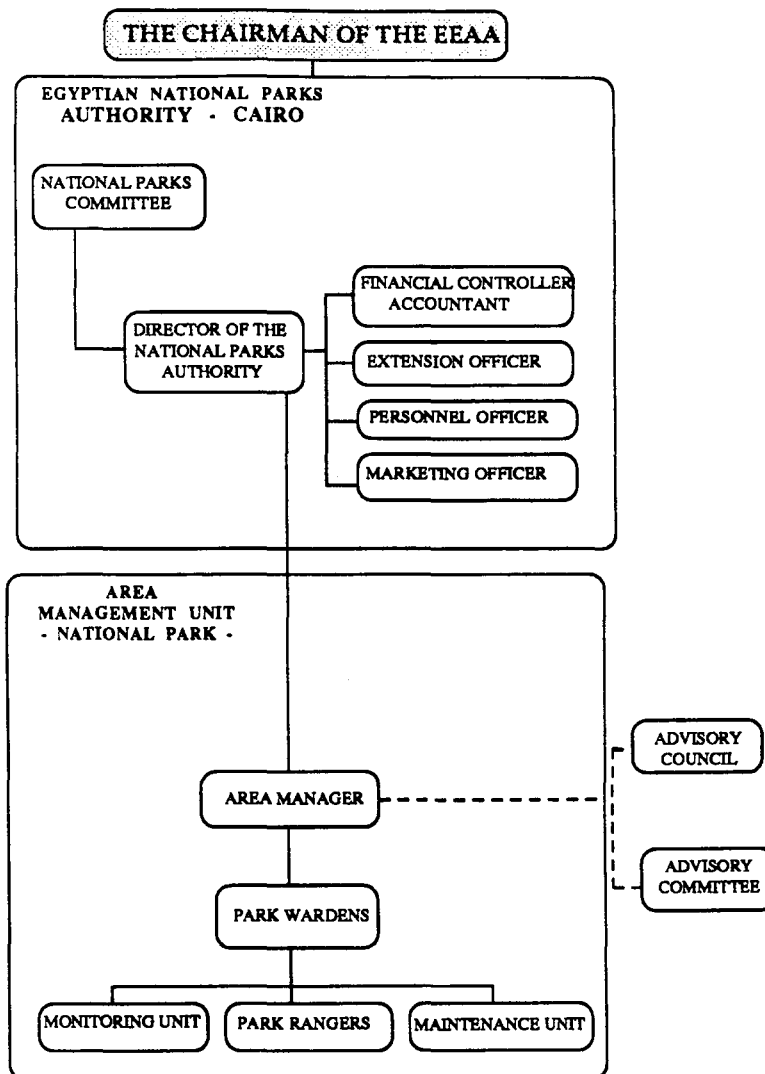 THE CHAIRMAN OF THE EEAA
EGYPTIAN NATIONAL PARKS
AUTHORITY - CAIRO
NATIONAL PARKS
COMMITTEE
DIRECTOR OF THE
NATIONAL PARKS
AUTHORITY
FINANCIAL CONTROLLER
ACCOUNTANT
EXTENSION OFFICER
PERSONNEL OFFICER
MARKETING OFFICER
AREA
MANAGEMENT UNIT
- NATIONAL PARK -
ADVISORY
COUNCIL
AREA MANAGER
ADVISORY
COMMITTEE
PARK WARDENS
MONITORING UNIT
PARK RANGERS
MAINTENANCE UNIT